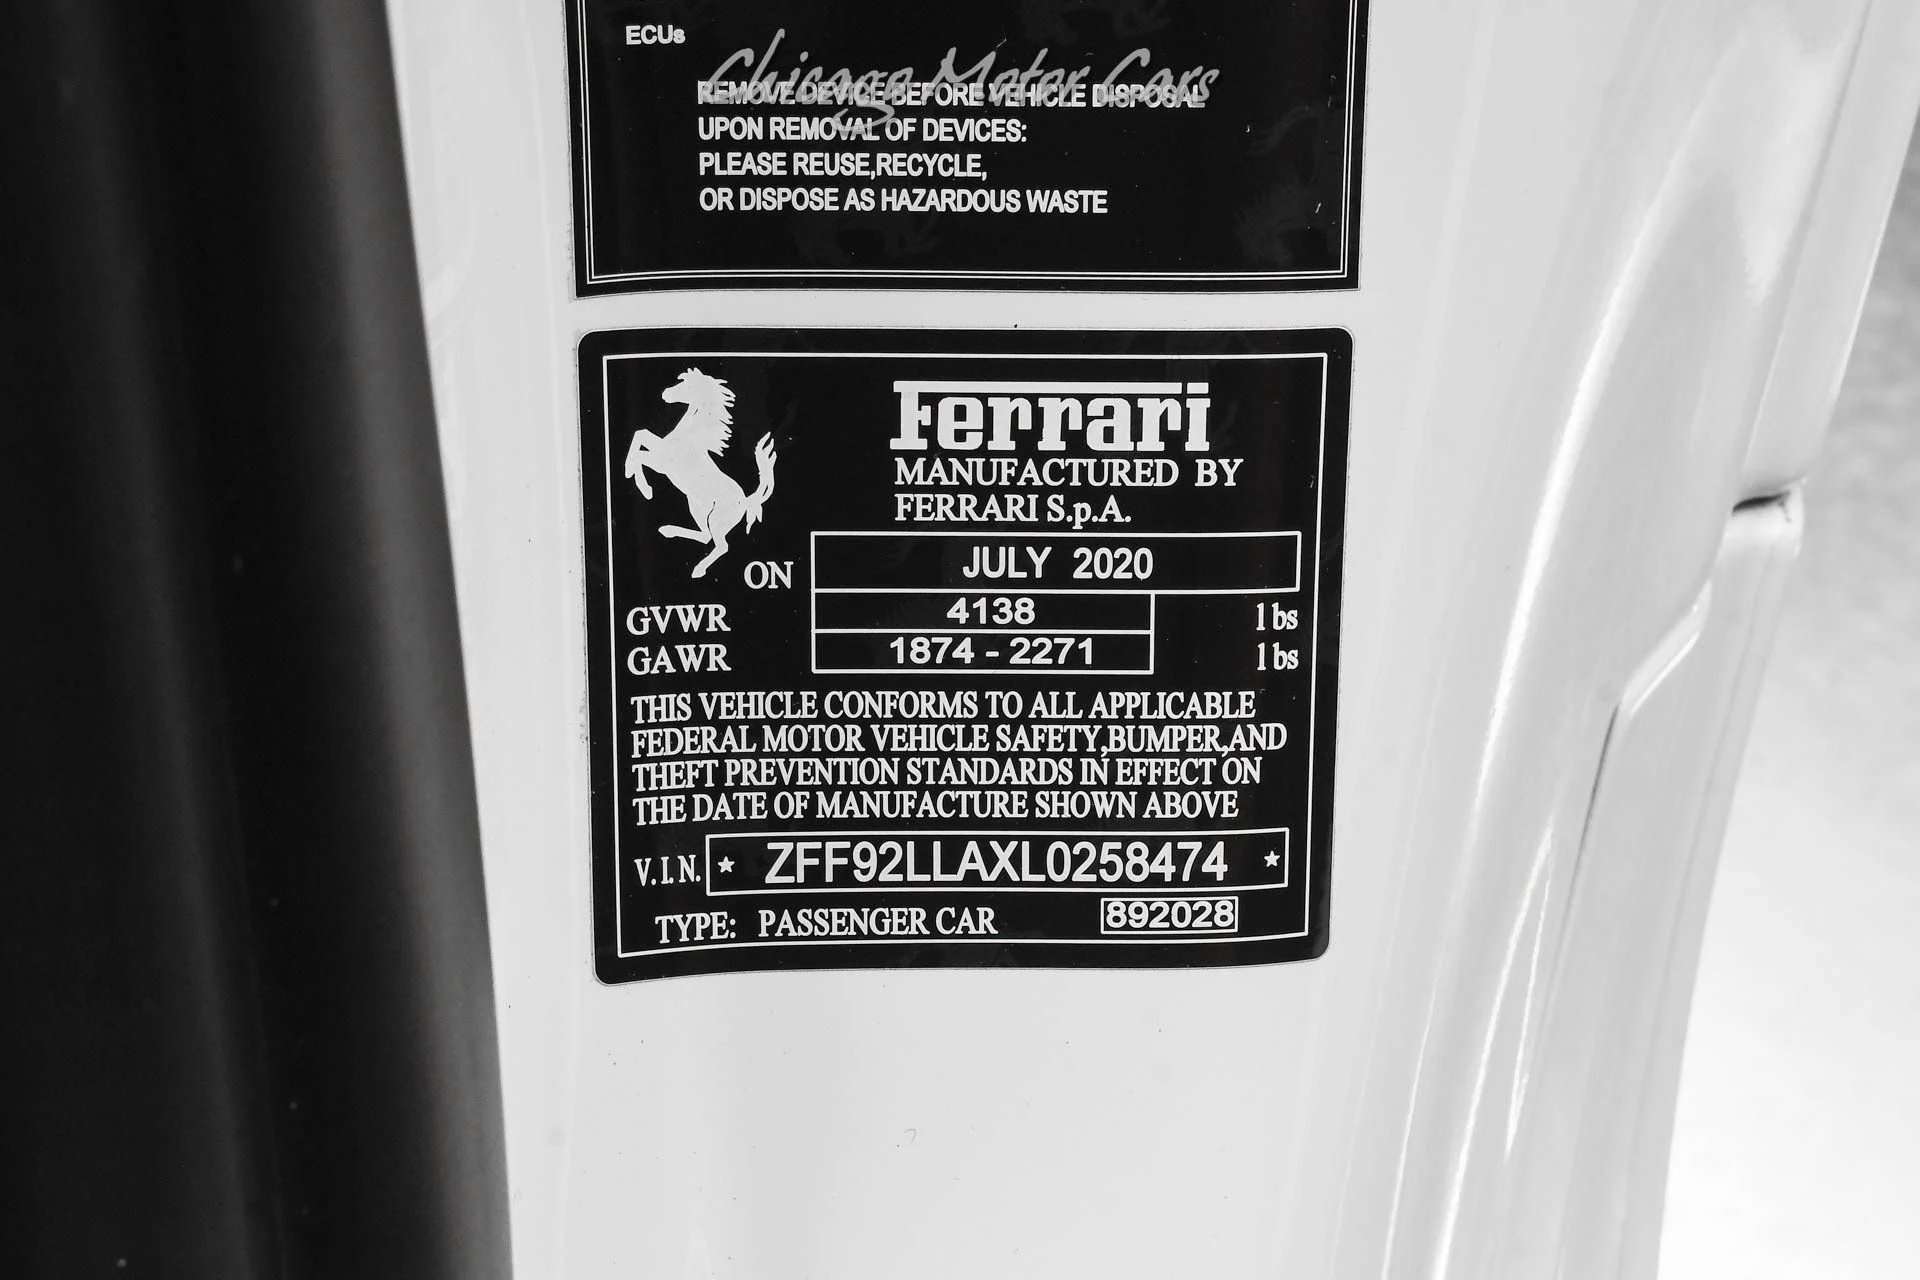 ECUs
Chicago Motor Cars
REMOVE DEVICE BEFORE VEHICLE DISPOSAL
UPON REMOVAL OF DEVICES:
PLEASE REUSE,RECYCLE,
OR DISPOSE AS HAZARDOUS WASTE
Ferrari
MANUFACTURED BY
FERRARI S.p.A.
ON JULY 2020
GVWR 4138 lbs
GAWR 1874 - 2271 lbs
THIS VEHICLE CONFORMS TO ALL APPLICABLE
FEDERAL MOTOR VEHICLE SAFETY,BUMPER,AND
THEFT PREVENTION STANDARDS IN EFFECT ON
THE DATE OF MANUFACTURE SHOWN ABOVE
V.I.N. * ZFF92LLAXL0258474 *
TYPE: PASSENGER CAR 892028